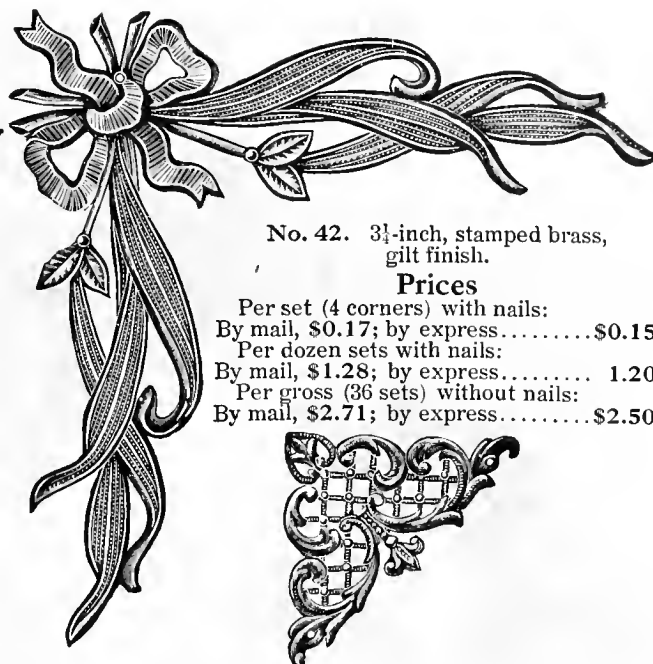 No. 42. 3¼-inch, stamped brass,
gilt finish.
Prices
Per set (4 corners) with nails:
By mail, $0.17; by express.........$0.15
Per dozen sets with nails:
By mail, $1.28; by express......... 1.20
Per gross (36 sets) without nails:
By mail, $2.71; by express.........$2.50